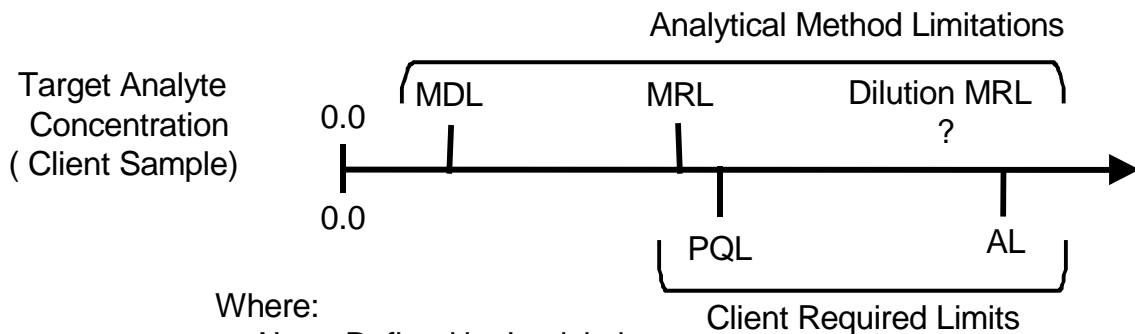 Analytical Method Limitations
Target Analyte
Concentration
( Client Sample)
0.0
MDL
MRL
Dilution MRL
?
0.0
PQL
AL
Client Required Limits
Where: